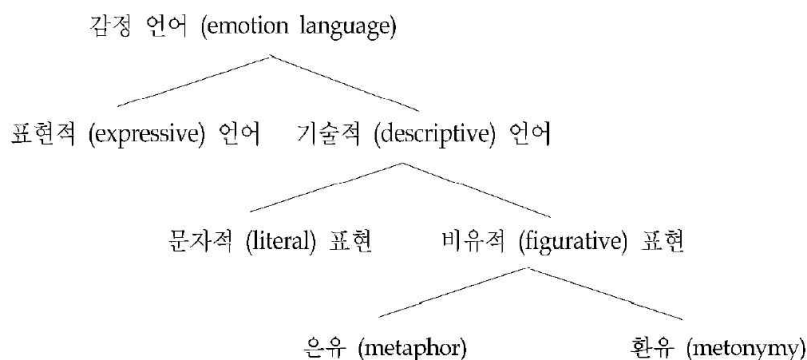 감정 언어 (emotion language)
표현적 (expressive) 언어 기술적 (descriptive) 언어
문자적 (literal) 표현 비유적 (figurative) 표현
은유 (metaphor) 환유 (metonymy)